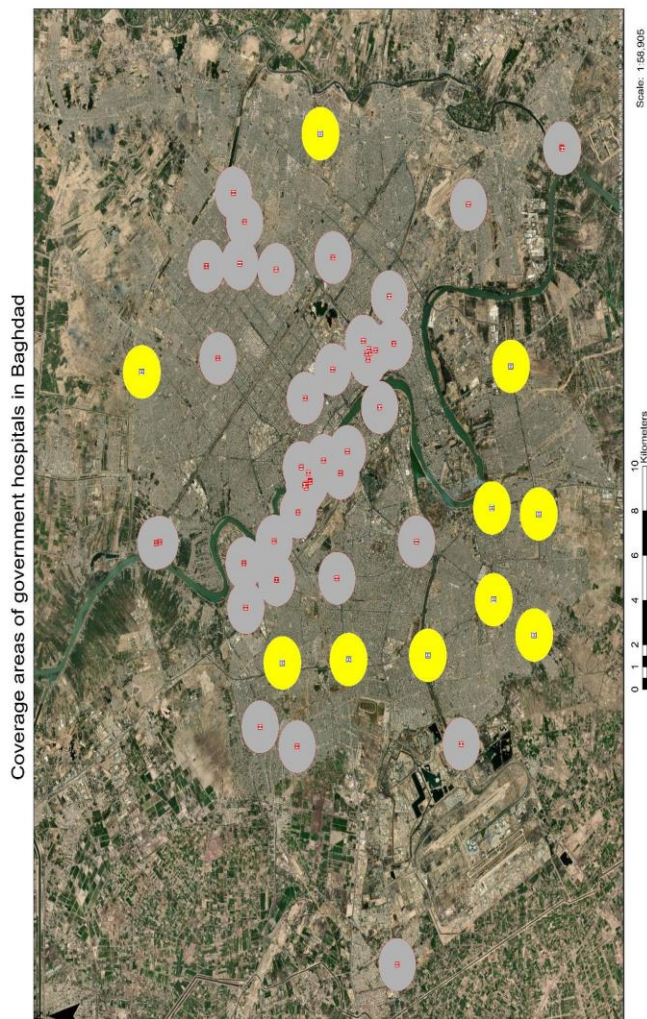 Coverage areas of government hospitals in Baghdad
0 1 2 4 6 8 10
Kilometers
Scale: 1:58,905